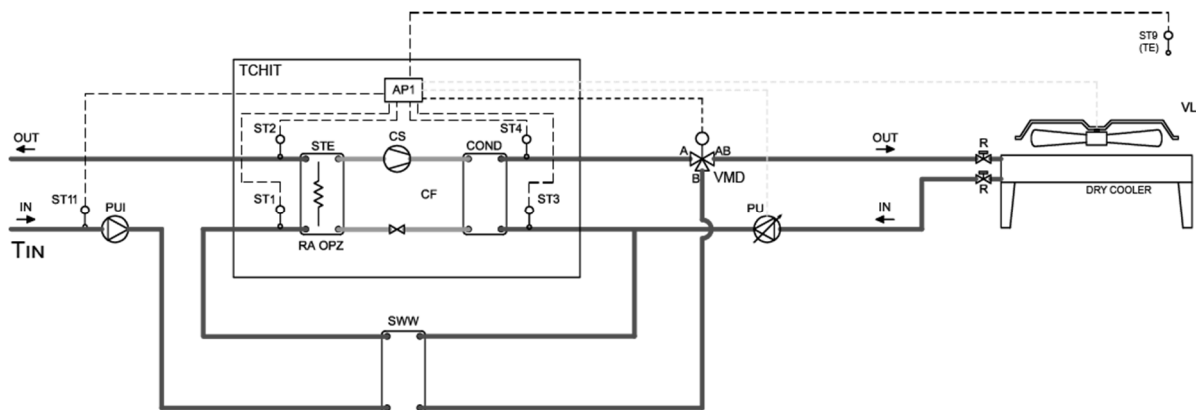 ST9
(TE)
TCHIT
AP1
VL
OUT
ST2
STE
CS
ST4
COND
OUT
R
A
AB
B
VMD
R
DRY COOLER
CF
IN
ST11
PUI
ST1
ST3
PU
IN
TIN
RA OPZ
SWW